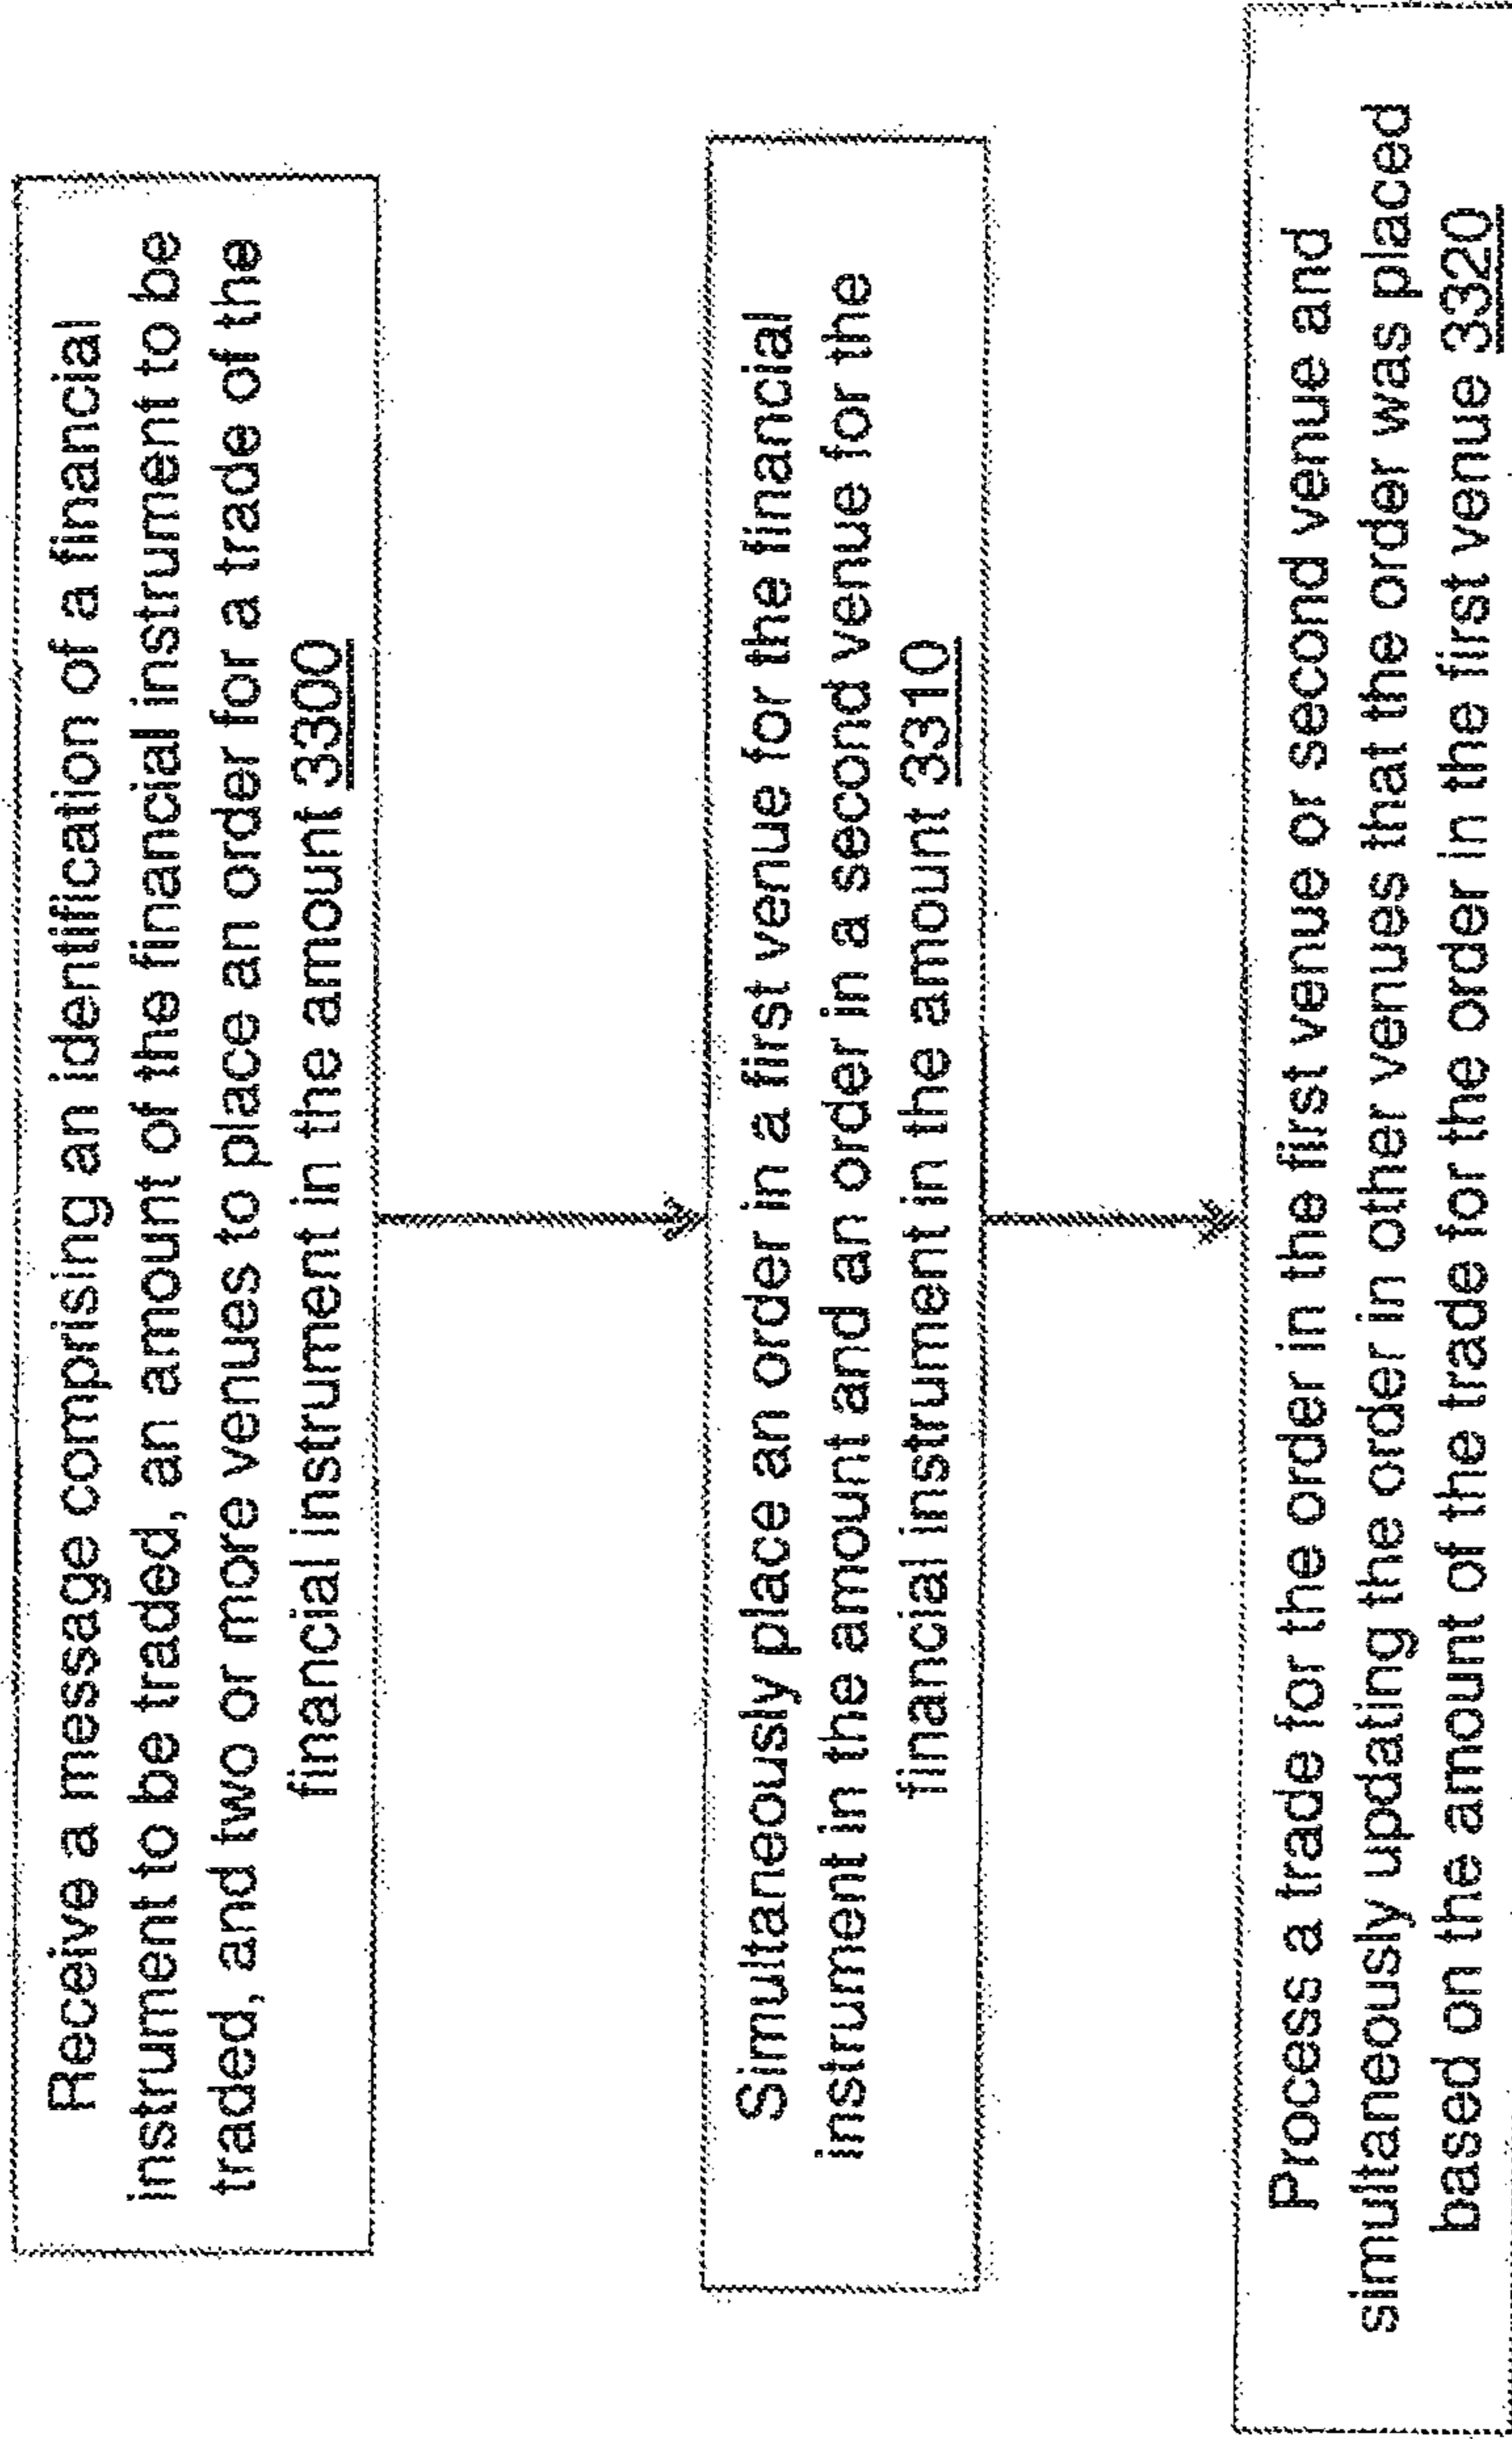 Receive a message comprising an identification of a financial
instrument to be traded, an amount of the financial instrument to be
traded, and two or more venues to place an order for a trade of the
financial instrument in the amount 3300
Simultaneously place an order in a first venue for the financial
instrument in the amount and an order in a second venue for the
financial instrument in the amount 3310
Process a trade for the order in the first venue or second venue and
simultaneously updating the order in other venues that the order was placed
based on the amount of the trade for the order in the first venue 3320